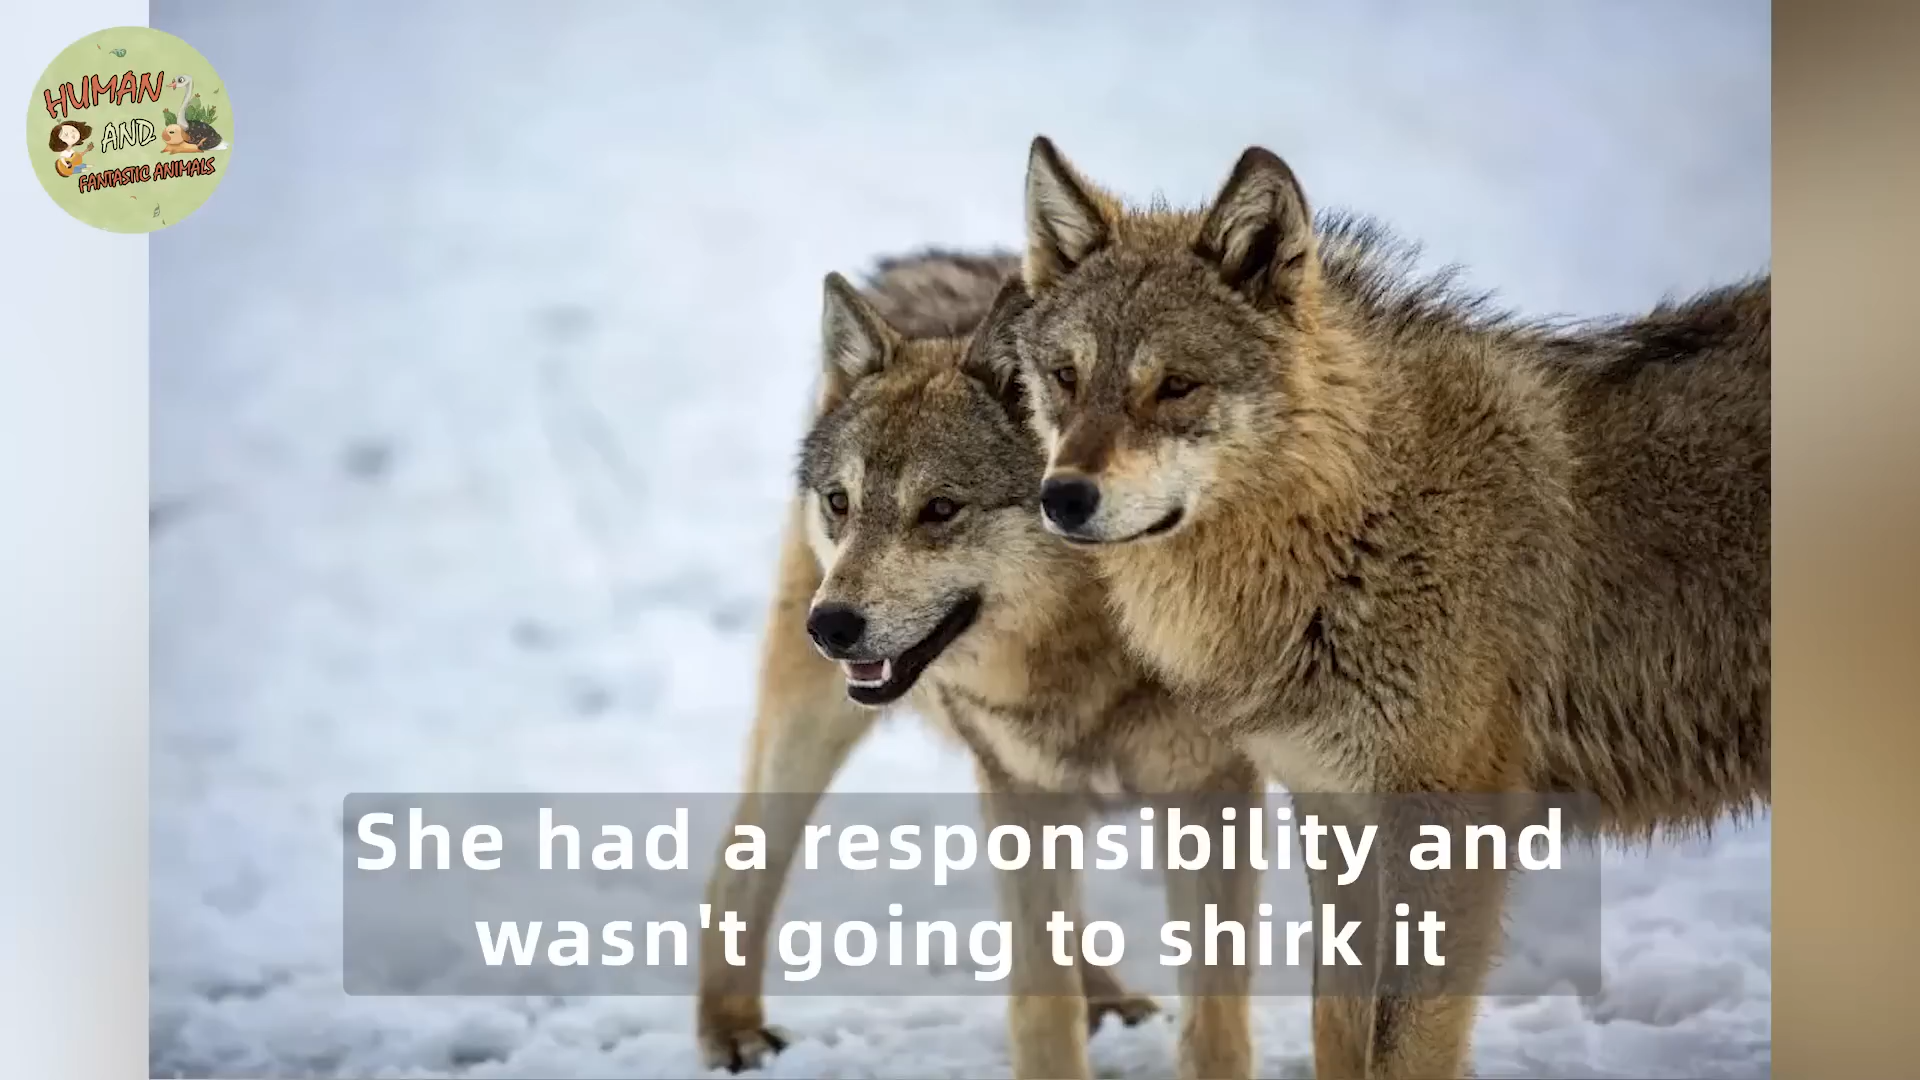 HUMAN
AND
FANTASTIC ANIMALS
She had a responsibility and
wasn't going to shirk it